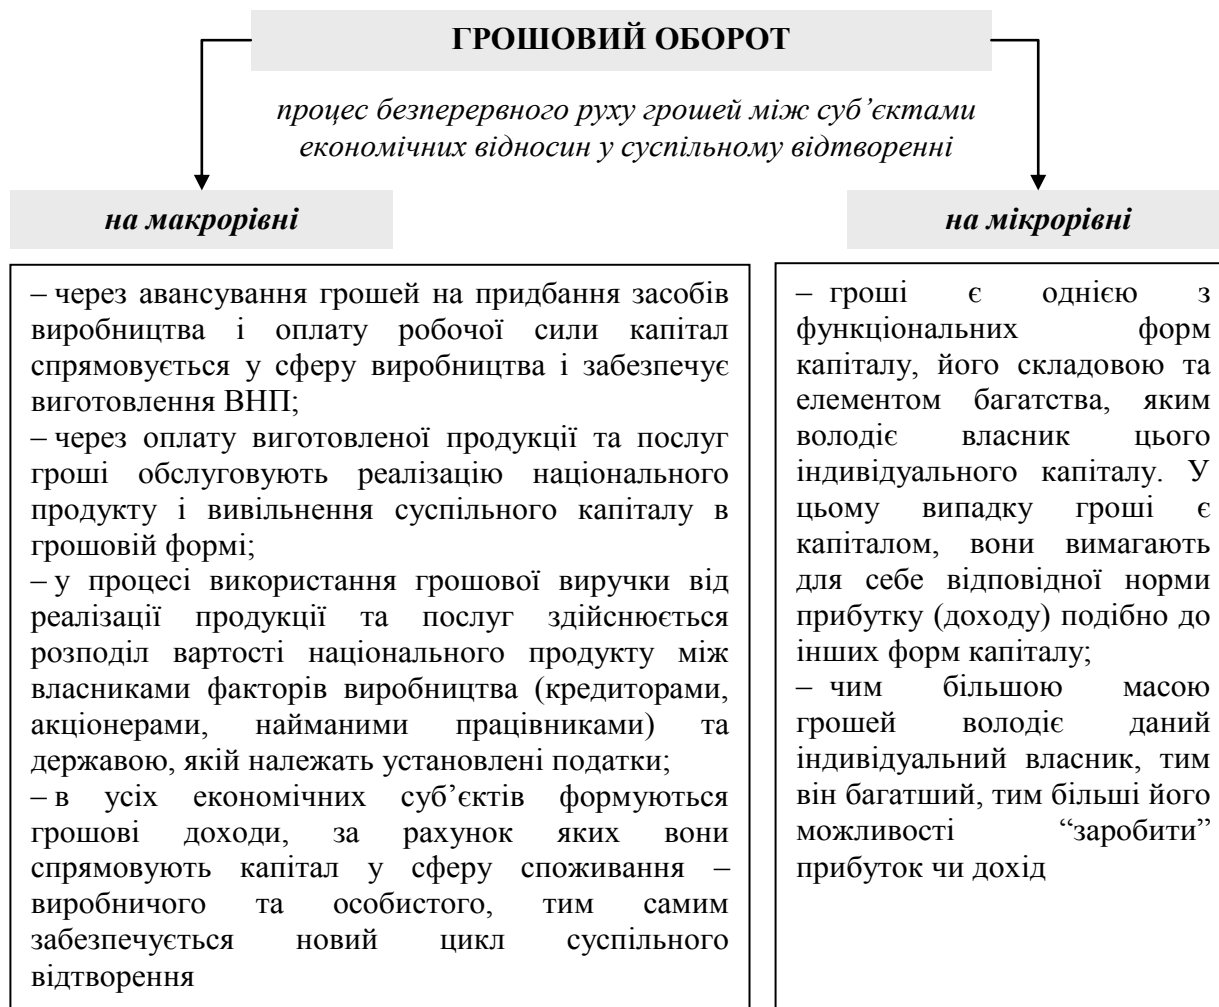 ГРОШОВИЙ ОБОРОТ
процес безперервного руху грошей між суб’єктами
економічних відносин у суспільному відтворенні
на макрорівні
на мікрорівні
– через авансування грошей на придбання засобів
виробництва і оплату робочої сили капітал
спрямовується у сферу виробництва і забезпечує
виготовлення ВНП;
– через оплату виготовленої продукції та послуг
гроші обслуговують реалізацію національного
продукту і вивільнення суспільного капіталу в
грошовій формі;
– у процесі використання грошової виручки від
реалізації продукції та послуг здійснюється
розподіл вартості національного продукту між
власниками факторів виробництва (кредиторами,
акціонерами, найманими працівниками) та
державою, якій належать установлені податки;
– в усіх економічних суб’єктів формуються
грошові доходи, за рахунок яких вони
спрямовують капітал у сферу споживання –
виробничого та особистого, тим самим
забезпечується новий цикл суспільного
відтворення
– гроші є однією з
функціональних форм
капіталу, його складовою та
елементом багатства, яким
володіє власник цього
індивідуального капіталу. У
цьому випадку гроші є
капіталом, вони вимагають
для себе відповідної норми
прибутку (доходу) подібно до
інших форм капіталу;
– чим більшою масою
грошей володіє даний
індивідуальний власник, тим
він багатший, тим більші його
можливості “заробити”
прибуток чи дохід